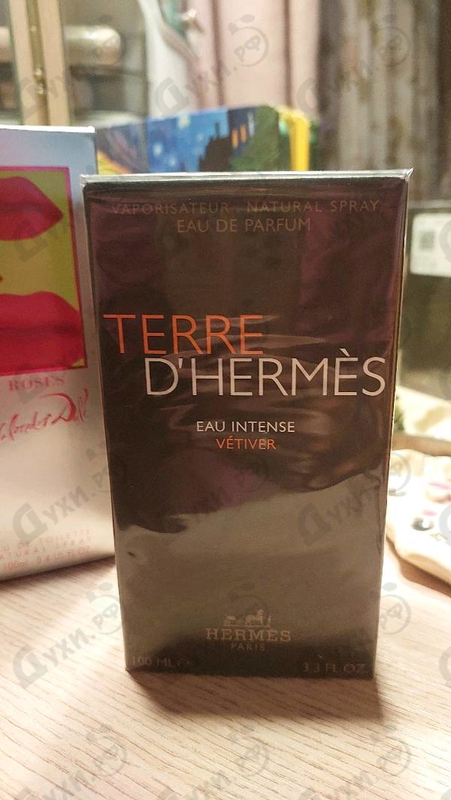 VAPORISATEUR . NATURAL SPRAY
EAU DE PARFUM
TERRE
D'HERMÈS
EAU INTENSE
VÉTIVER
HERMÈS
PARIS
100 ML℮
3.3 FL.OZ
ROSES
Духи.рф